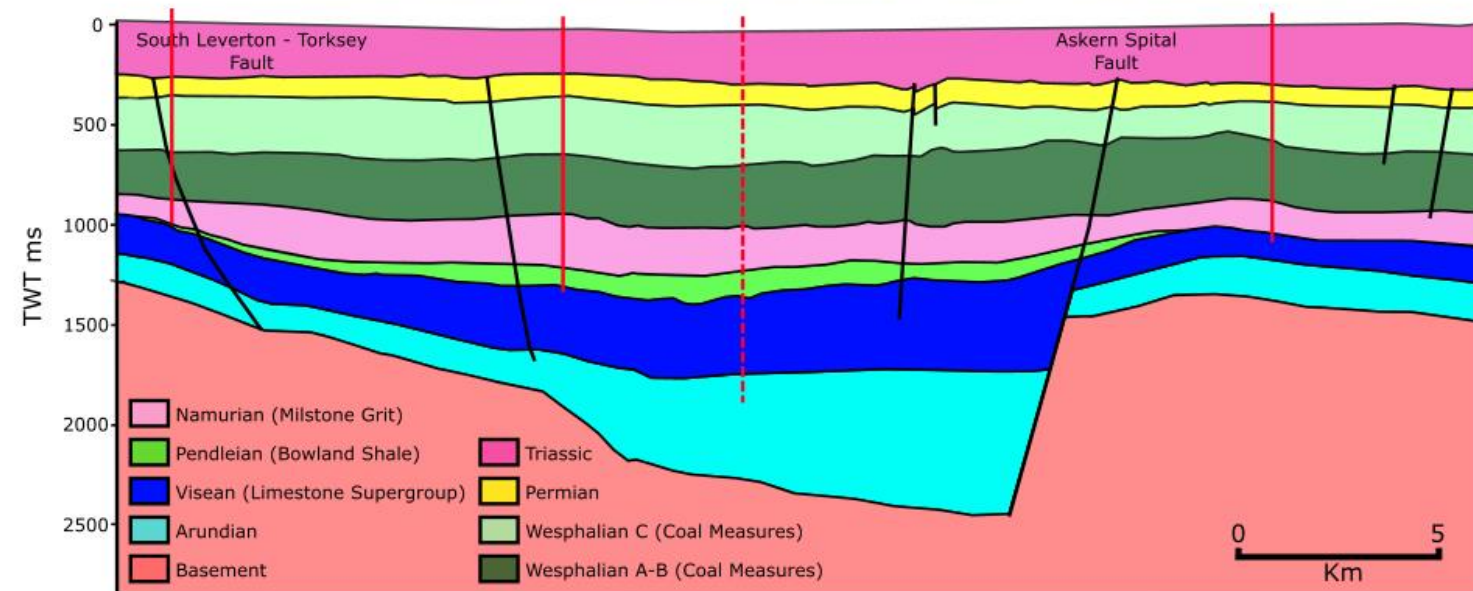 0
South Leverton - Torksey
Fault
Askern Spital
Fault
500
1000
TWT ms
1500
2000
2500
Namurian (Milstone Grit)
Pendleian (Bowland Shale)
Visean (Limestone Supergroup)
Arundian
Basement
Triassic
Permian
Wesphalian C (Coal Measures)
Wesphalian A-B (Coal Measures)
0 5
Km